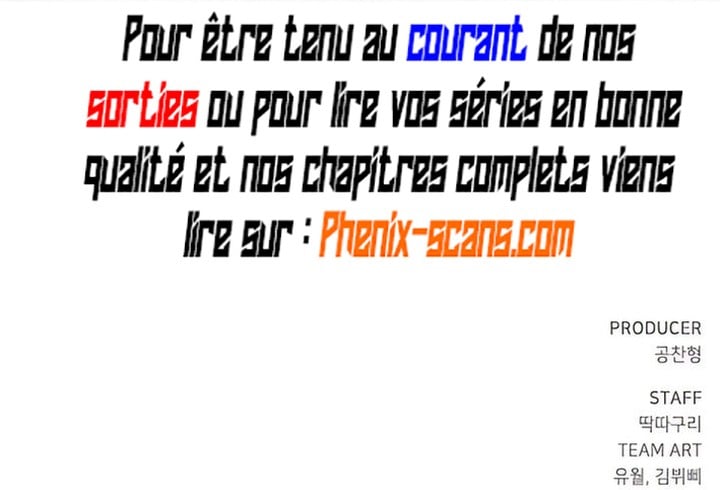 Pour être tenu au courant de nos
sorties ou pour lire vos séries en bonne
qualité et nos chapitres complets viens
lire sur : Phenix-scans.com
PRODUCER
공찬형
STAFF
딱따구리
TEAM ART
유월, 김뷔삐